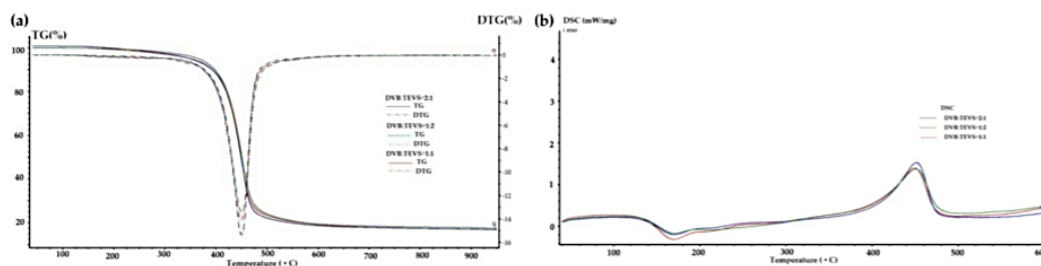 (a)
TG(%)
DTG(%)
100
80
60
40
20
0
-2
-4
-6
-8
-10
-12
-14
-16
DVB:TEVS=2:1
TG
DTG
DVB:TEVS=1:2
TG
DTG
DVB:TEVS=1:1
TG
DTG
100 200 300 400 500 600 700 800 900
Temperature (°C)
(b)
DSC (mW/mg)
↓ exo
4
3
2
1
0
DSC
DVB:TEVS=2:1
DVB:TEVS=1:2
DVB:TEVS=1:1
100 200 300 400 500 600
Temperature (°C)